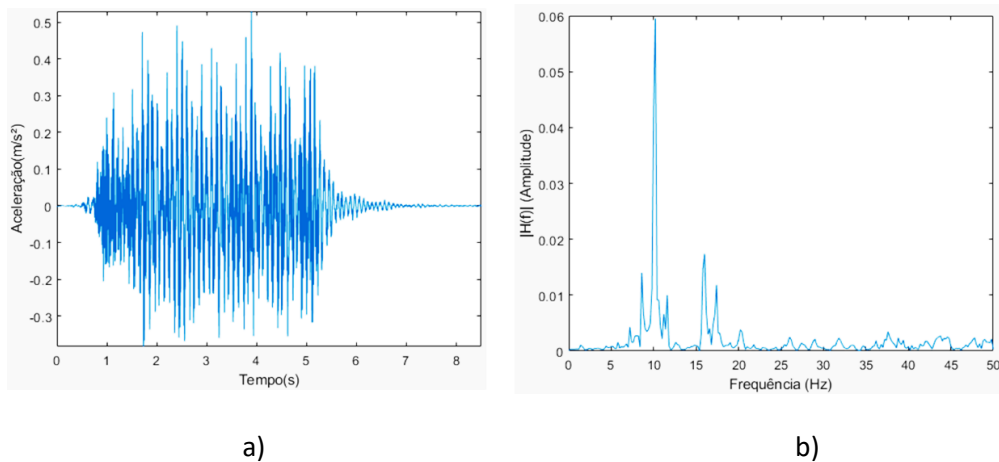 0.5
0.4
0.3
0.2
0.1
0
-0.1
-0.2
-0.3
Aceleração(m/s²)
0 1 2 3 4 5 6 7 8
Tempo(s)
a)
0.06
0.05
0.04
0.03
0.02
0.01
0
|H(f)| (Amplitude)
0 5 10 15 20 25 30 35 40 45 50
Frequência (Hz)
b)